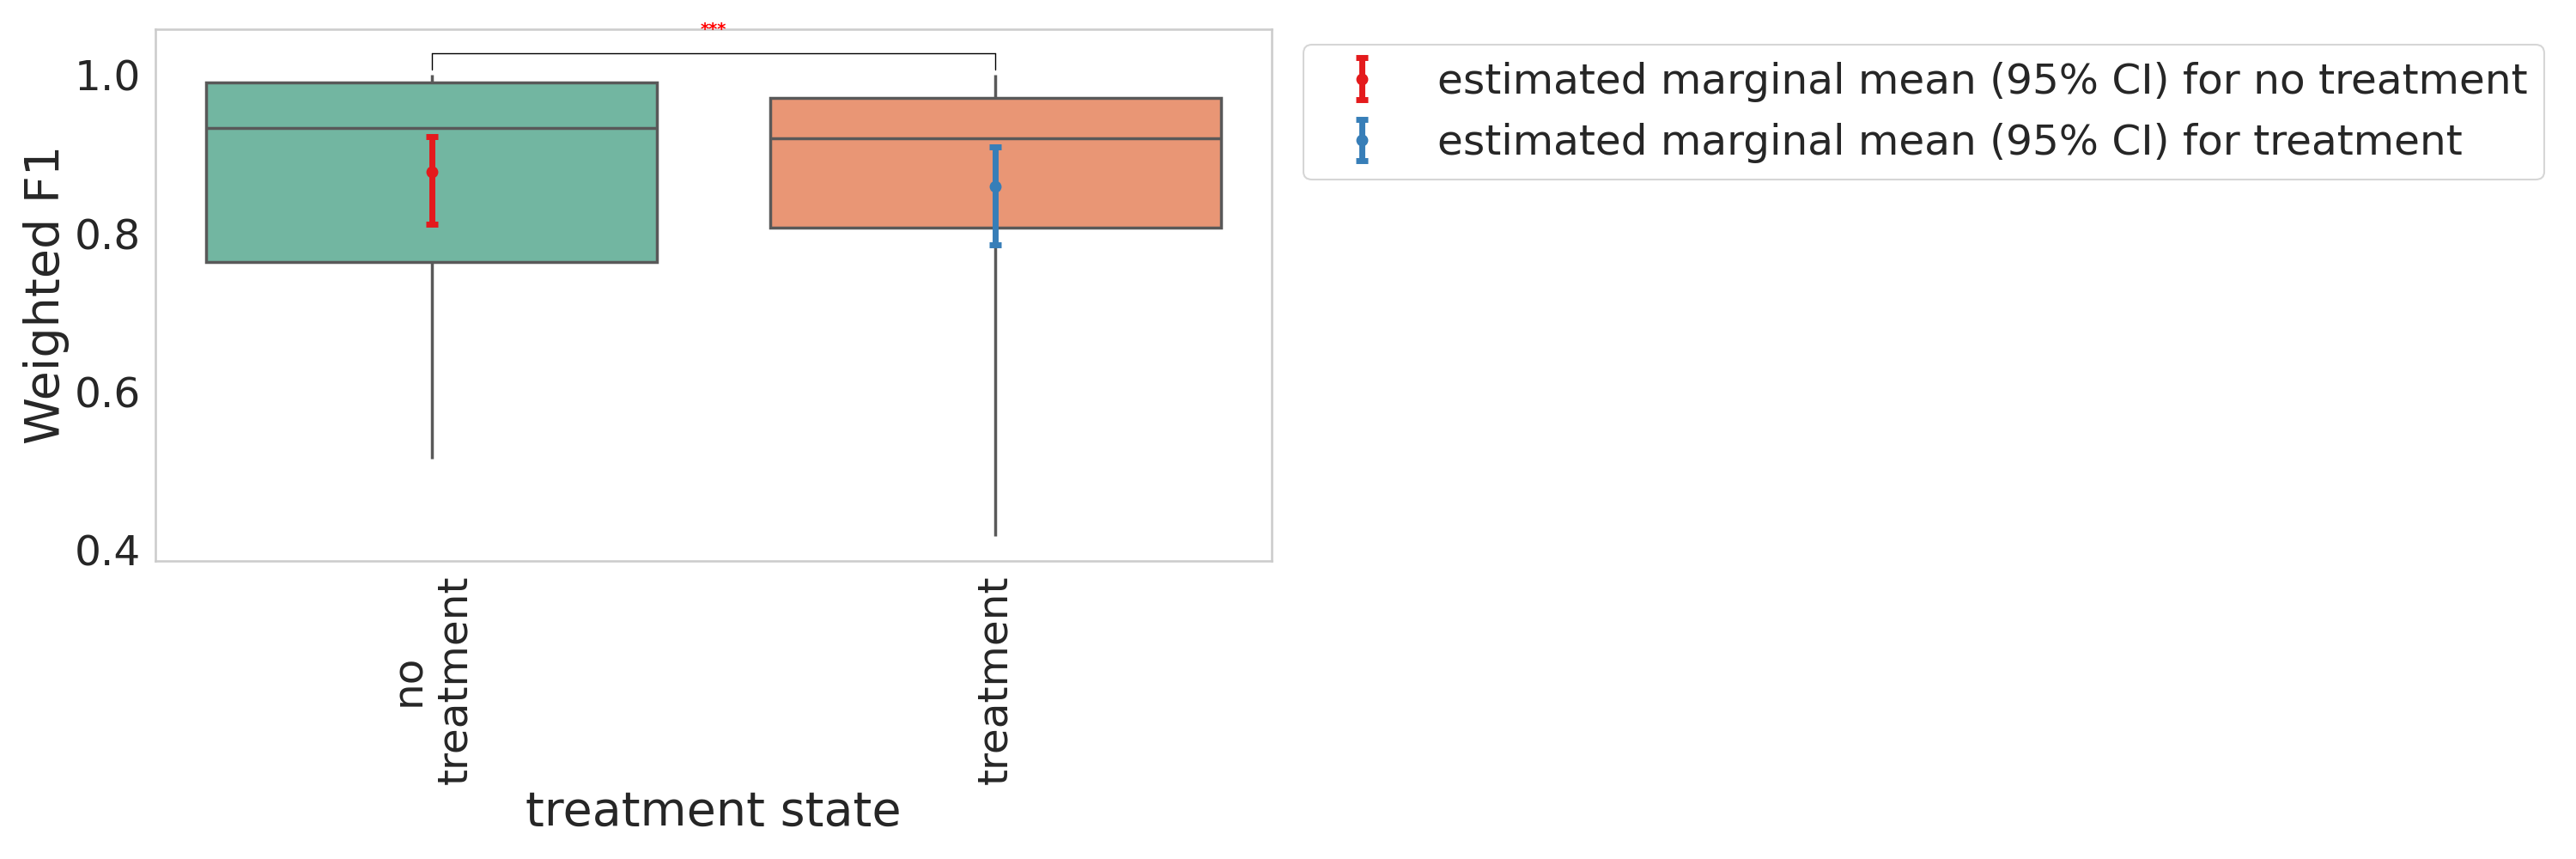 ***
1.0
0.8
0.6
0.4
Weighted F1
no
treatment
treatment
treatment state
estimated marginal mean (95% CI) for no treatment
estimated marginal mean (95% CI) for treatment